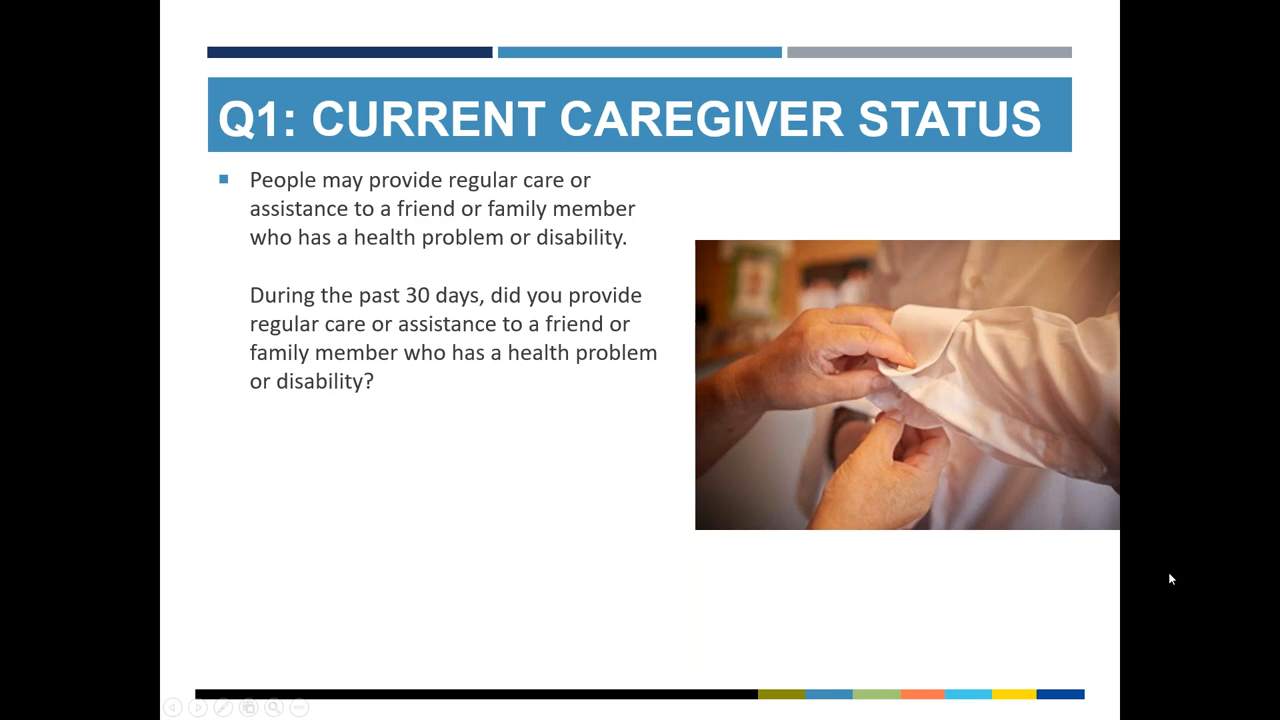 Q1: CURRENT CAREGIVER STATUS
People may provide regular care or
assistance to a friend or family member
who has a health problem or disability.
During the past 30 days, did you provide
regular care or assistance to a friend or
family member who has a health problem
or disability?